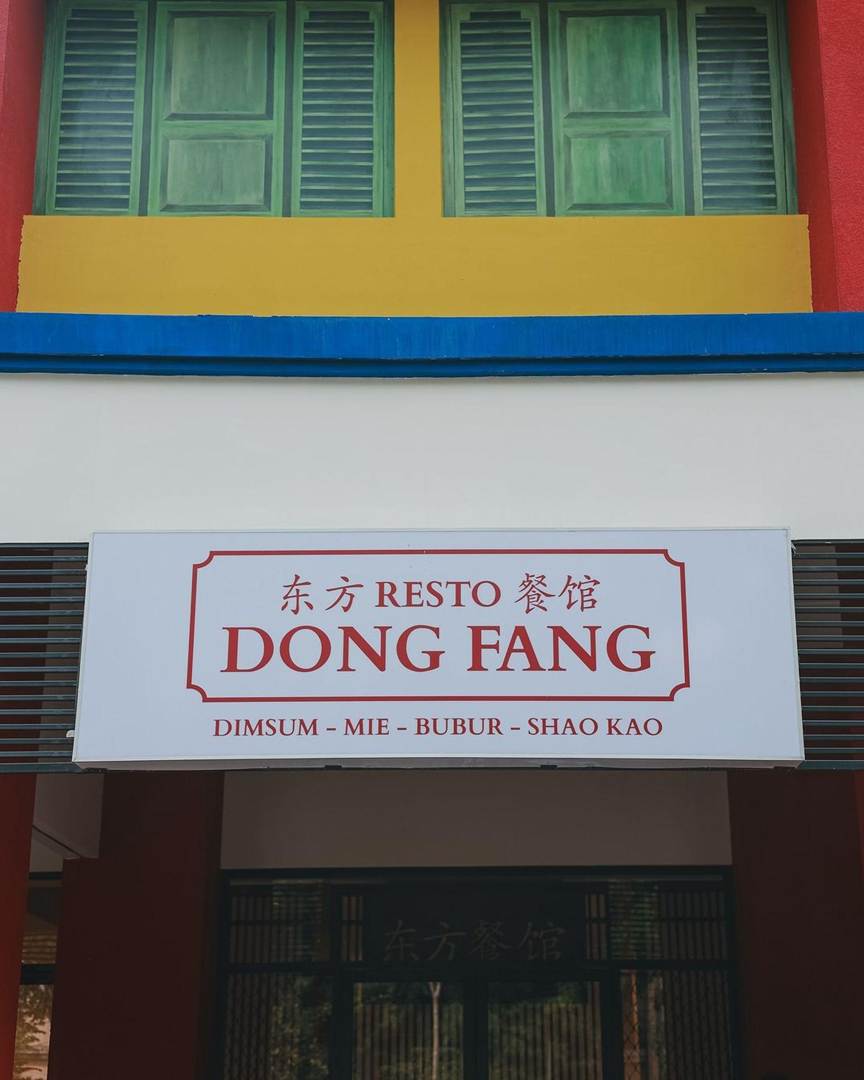 东方 RESTO 餐馆
DONG FANG
DIMSUM - MIE - BUBUR - SHAO KAO
东方餐馆